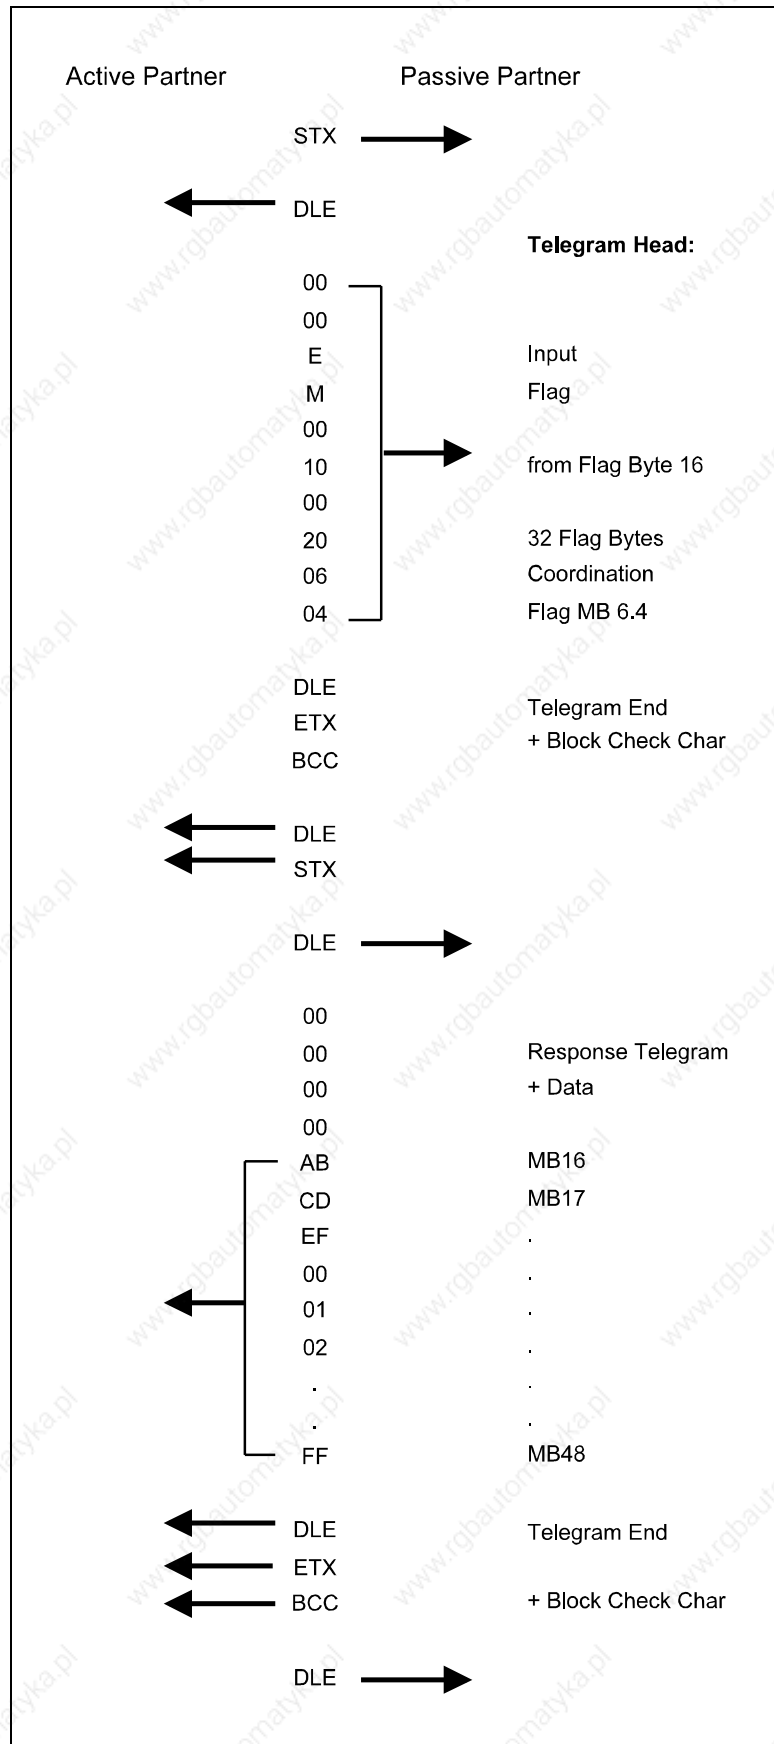 Active Partner Passive Partner
STX
DLE
Telegram Head:
00
00
E Input
M Flag
00
10 from Flag Byte 16
00
20 32 Flag Bytes
06 Coordination
04 Flag MB 6.4
DLE
Telegram End
ETX
+ Block Check Char
BCC
DLE
STX
DLE
00
00 Response Telegram
00 + Data
00
AB MB16
CD MB17
EF .
00 .
01 .
02 .
. .
. .
FF MB48
DLE Telegram End
ETX
BCC + Block Check Char
DLE
www.rgbautomatyka.pl